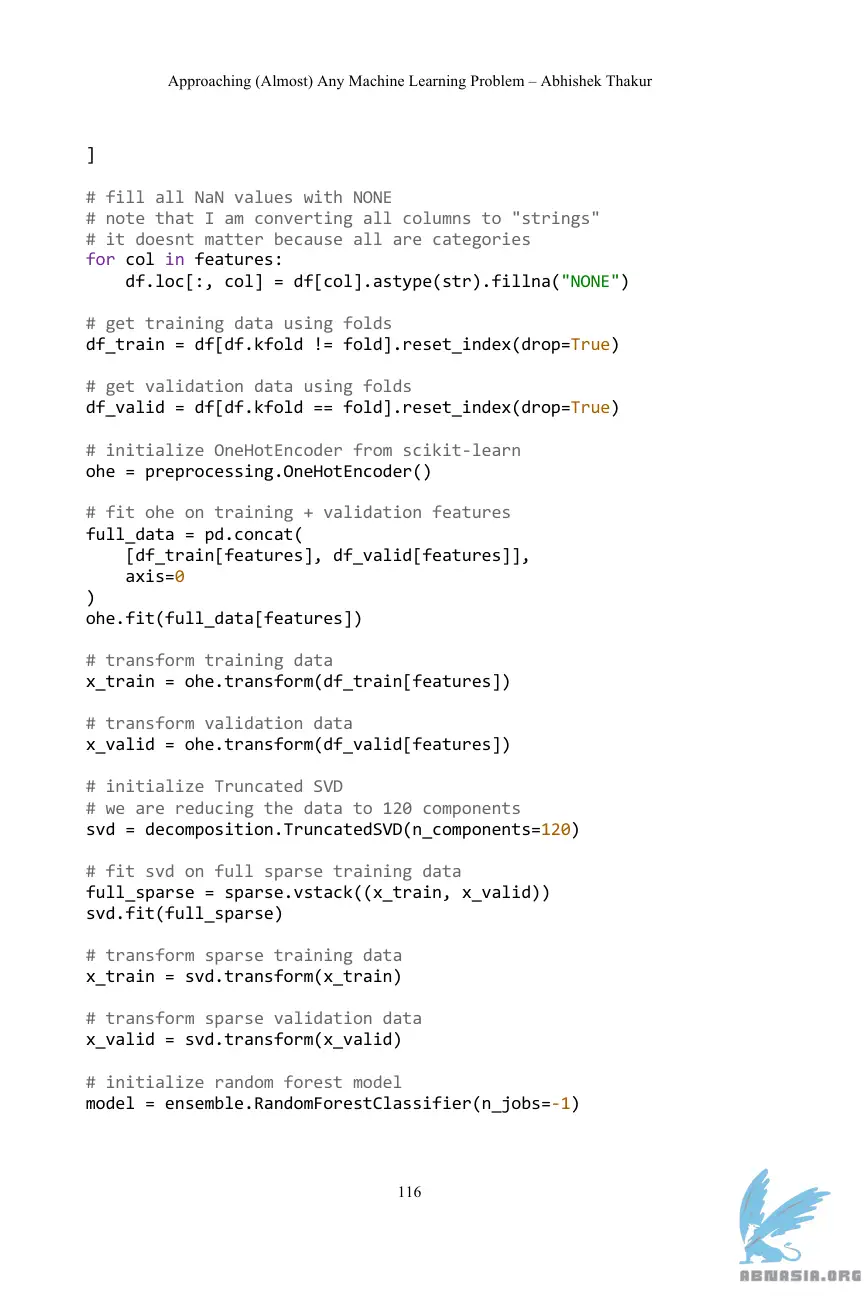 Approaching (Almost) Any Machine Learning Problem – Abhishek Thakur
]
# fill all NaN values with NONE
# note that I am converting all columns to "strings"
# it doesnt matter because all are categories
for col in features:
    df.loc[:, col] = df[col].astype(str).fillna("NONE")
# get training data using folds
df_train = df[df.kfold != fold].reset_index(drop=True)
# get validation data using folds
df_valid = df[df.kfold == fold].reset_index(drop=True)
# initialize OneHotEncoder from scikit-learn
ohe = preprocessing.OneHotEncoder()
# fit ohe on training + validation features
full_data = pd.concat(
    [df_train[features], df_valid[features]],
    axis=0
)
ohe.fit(full_data[features])
# transform training data
x_train = ohe.transform(df_train[features])
# transform validation data
x_valid = ohe.transform(df_valid[features])
# initialize Truncated SVD
# we are reducing the data to 120 components
svd = decomposition.TruncatedSVD(n_components=120)
# fit svd on full sparse training data
full_sparse = sparse.vstack((x_train, x_valid))
svd.fit(full_sparse)
# transform sparse training data
x_train = svd.transform(x_train)
# transform sparse validation data
x_valid = svd.transform(x_valid)
# initialize random forest model
model = ensemble.RandomForestClassifier(n_jobs=-1)
116
ABNASIA.ORG